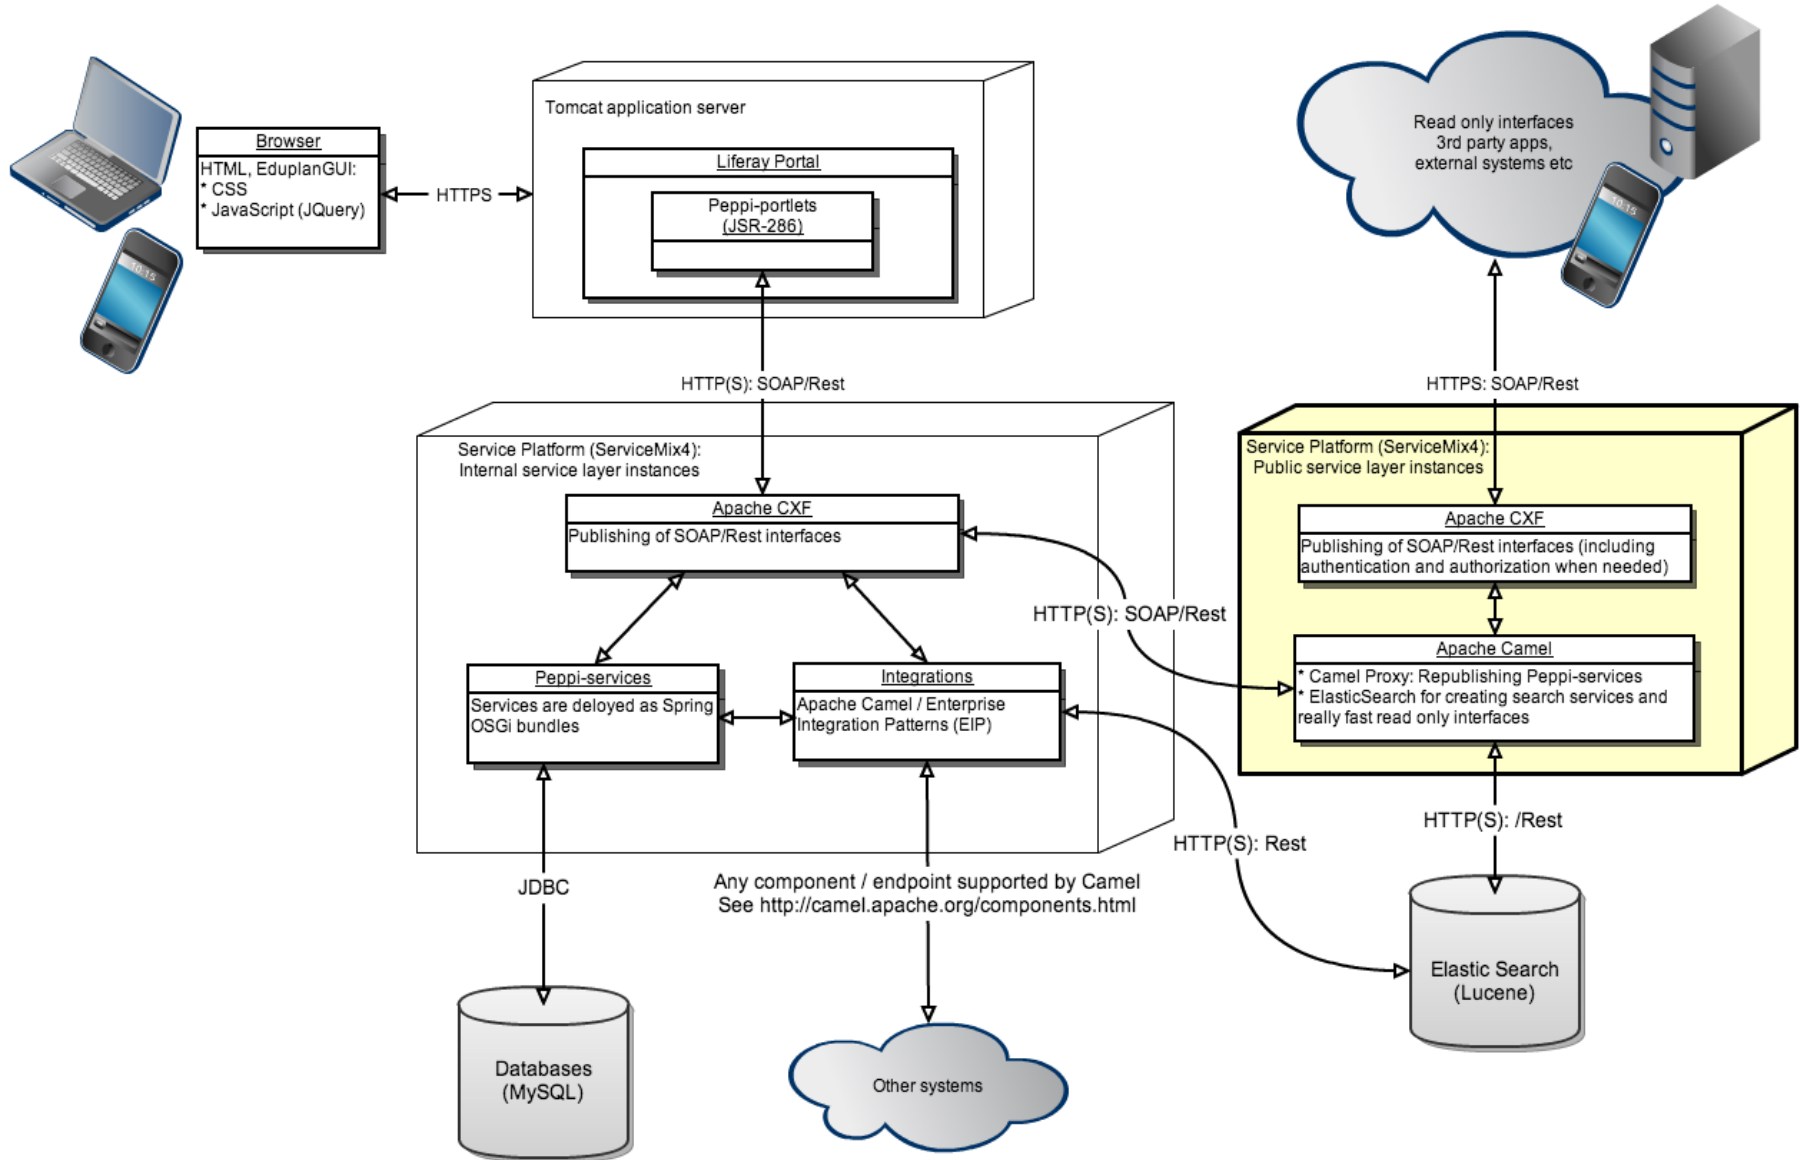 Tomcat application server
Browser
HTML, EduplanGUI:
* CSS
* JavaScript (JQuery)
HTTPS
Liferay Portal
Peppi-portlets
(JSR-286)
Read only interfaces
3rd party apps,
external systems etc
10.15
10.15
HTTP(S): SOAP/Rest
HTTPS: SOAP/Rest
Service Platform (ServiceMix4):
Internal service layer instances
Apache CXF
Publishing of SOAP/Rest interfaces
Peppi-services
Services are deloyed as Spring
OSGi bundles
Integrations
Apache Camel / Enterprise
Integration Patterns (EIP)
HTTP(S): SOAP/Rest
Service Platform (ServiceMix4):
Public service layer instances
Apache CXF
Publishing of SOAP/Rest interfaces (including
authentication and authorization when needed)
Apache Camel
* Camel Proxy: Republishing Peppi-services
* ElasticSearch for creating search services and
really fast read only interfaces
HTTP(S): /Rest
HTTP(S): Rest
JDBC
Any component / endpoint supported by Camel
See http://camel.apache.org/components.html
Databases
(MySQL)
Other systems
Elastic Search
(Lucene)